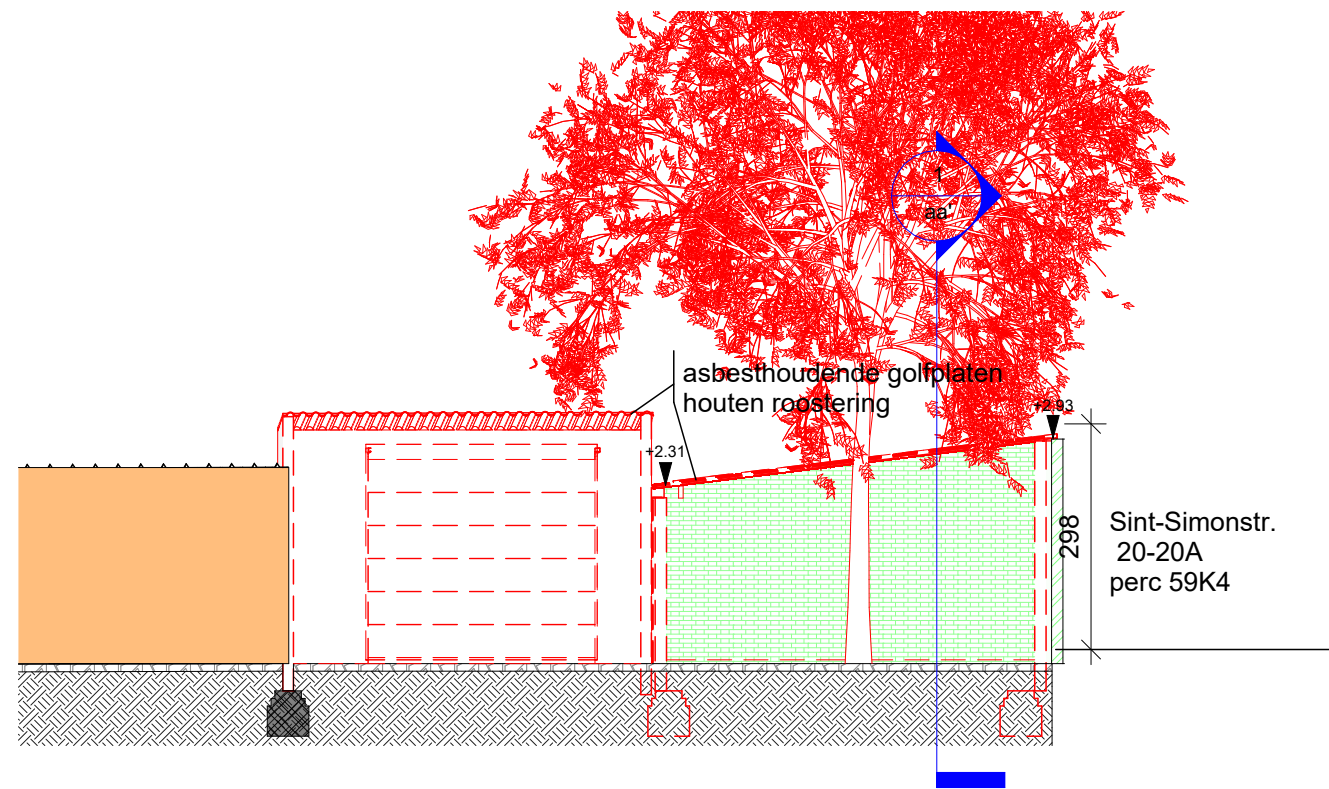 1
aa'
asbesthoudende golfplaten
houten roostering
+2.93
+2.31
298
Sint-Simonstr.
20-20A
perc 59K4